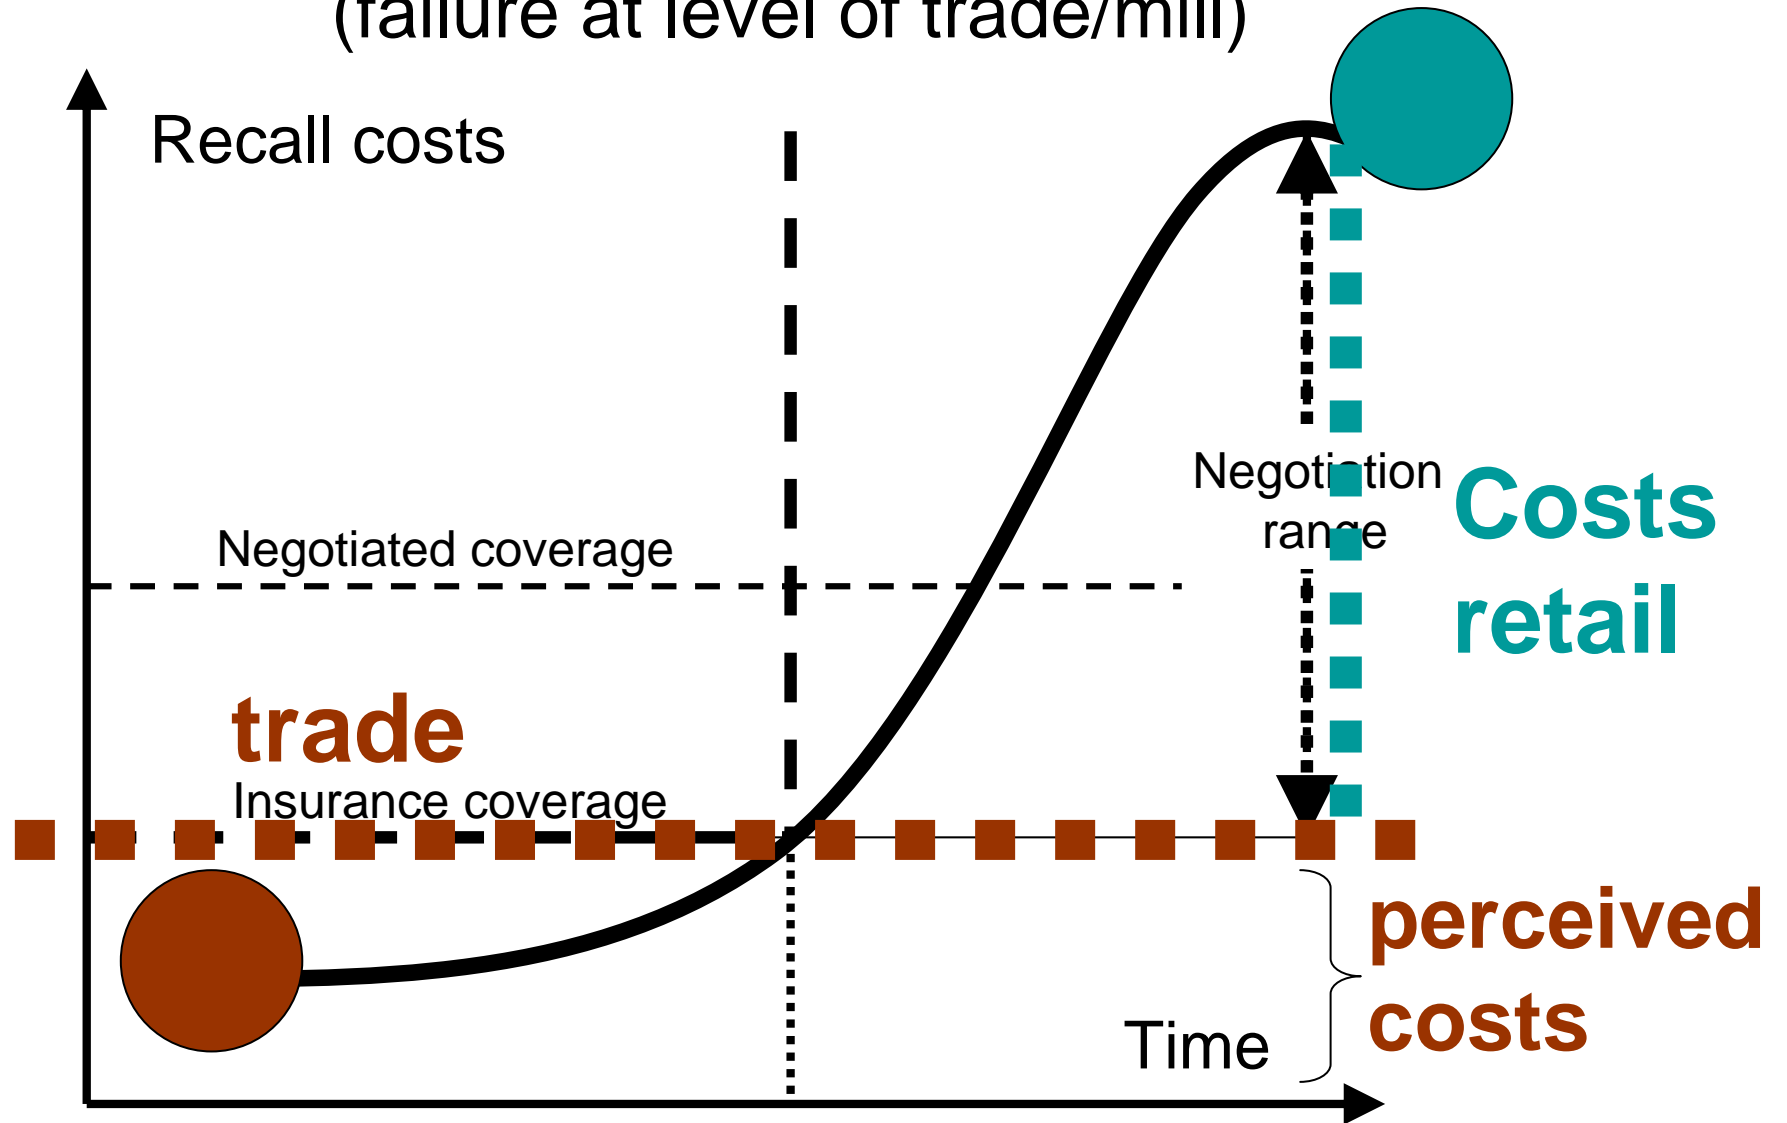 (failure at level of trade/mill)
Recall costs
Negotiation
range
Costs
retail
Negotiated coverage
trade
Insurance coverage
perceived
costs
Time